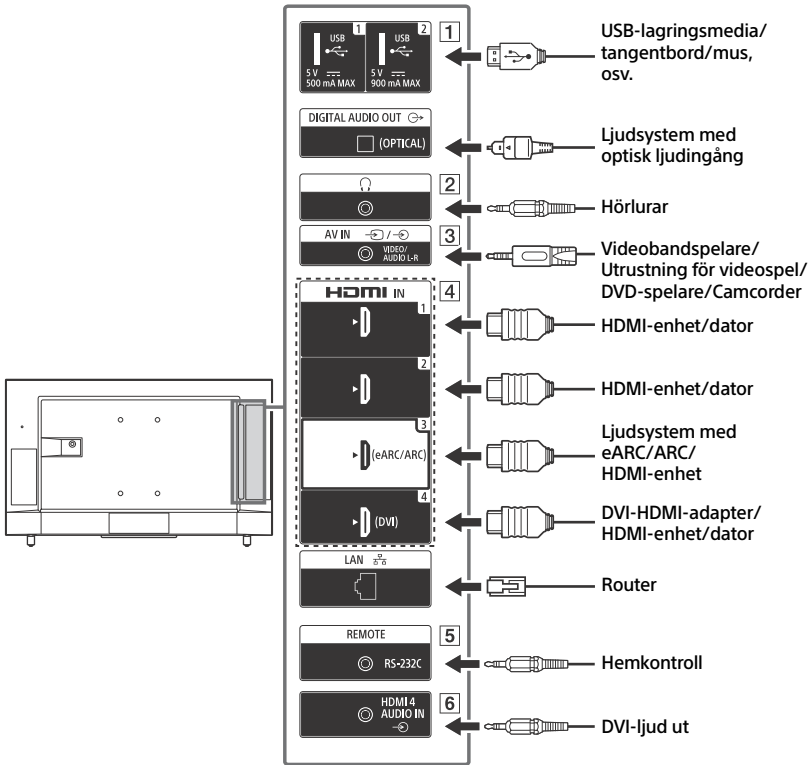 1
USB
2
USB
1
5 V
500 mA MAX
5 V
900 mA MAX
USB-lagringsmedia/
tangentbord/mus,
osv.
DIGITAL AUDIO OUT
(OPTICAL)
Ljudsystem med
optisk ljudingång
2
Hörlurar
AV IN
/
3
VIDEO/
AUDIO L-R
Videobandspelare/
Utrustning för videospel/
DVD-spelare/Camcorder
HDMI IN
4
1
HDMI-enhet/dator
2
HDMI-enhet/dator
3
(eARC/ARC)
Ljudsystem med
eARC/ARC/
HDMI-enhet
4
(DVI)
DVI-HDMI-adapter/
HDMI-enhet/dator
LAN
Router
REMOTE
5
RS-232C
Hemkontroll
HDMI 4
AUDIO IN
6
DVI-ljud ut